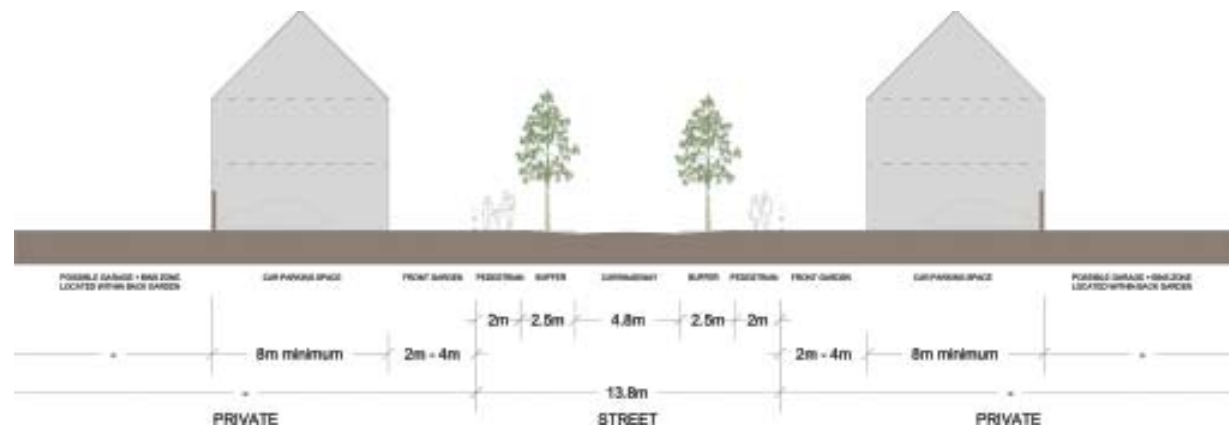 POSSIBLE GARAGE + BINS ZONE
LOCATED WITHIN BACK GARDEN
CAR PARKING SPACE
FRONT GARDEN
PEDESTRIAN
BUFFER
CARRIAGEWAY
BUFFER
PEDESTRIAN
FRONT GARDEN
CAR PARKING SPACE
POSSIBLE GARAGE + BINS ZONE
LOCATED WITHIN BACK GARDEN
2m
2.5m
4.8m
2.5m
2m
8m minimum
2m - 4m
2m - 4m
8m minimum
13.8m
PRIVATE
STREET
PRIVATE